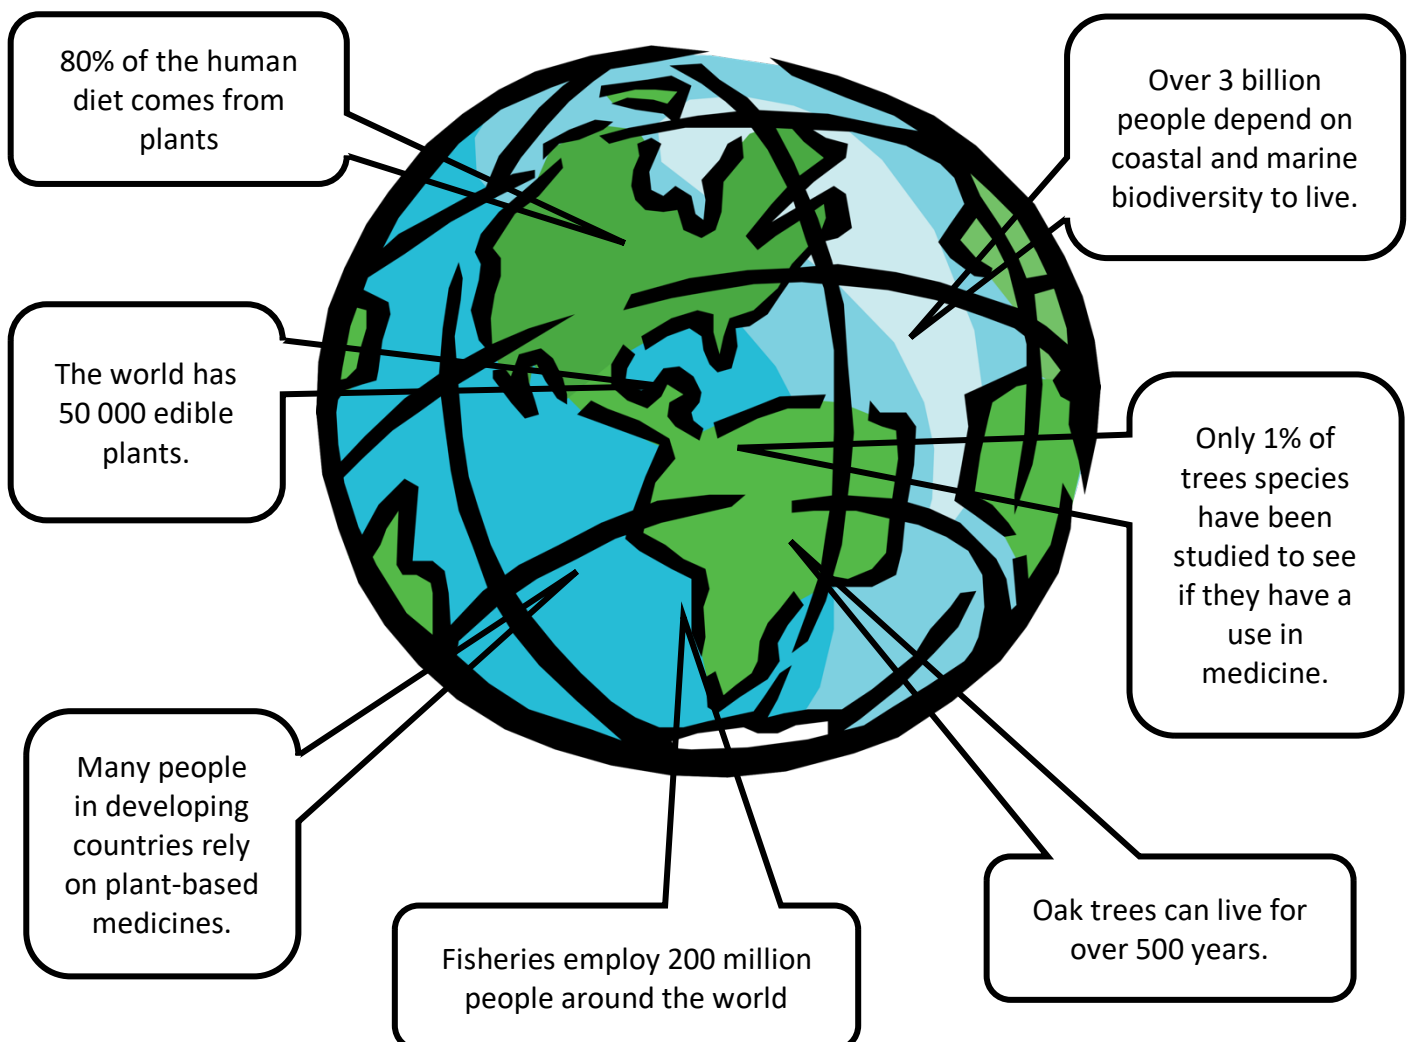 80% of the human
diet comes from
plants
Over 3 billion
people depend on
coastal and marine
biodiversity to live.
The world has
50 000 edible
plants.
Only 1% of
trees species
have been
studied to see
if they have a
use in
medicine.
Many people
in developing
countries rely
on plant-based
medicines.
Fisheries employ 200 million
people around the world
Oak trees can live for
over 500 years.